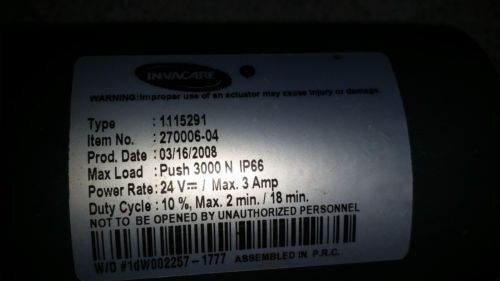 INVACARE
WARNING:Improper use of an actuator may cause injury or damage.
Type : 1115291
Item No. : 270006-04
Prod. Date : 03/16/2008
Max Load : Push 3000 N IP66
Power Rate : 24 V⎓ / Max. 3 Amp
Duty Cycle : 10 %, Max. 2 min. / 18 min.
NOT TO BE OPENED BY UNAUTHORIZED PERSONNEL
W/O #1dW002257-1777 ASSEMBLED IN P.R.C.